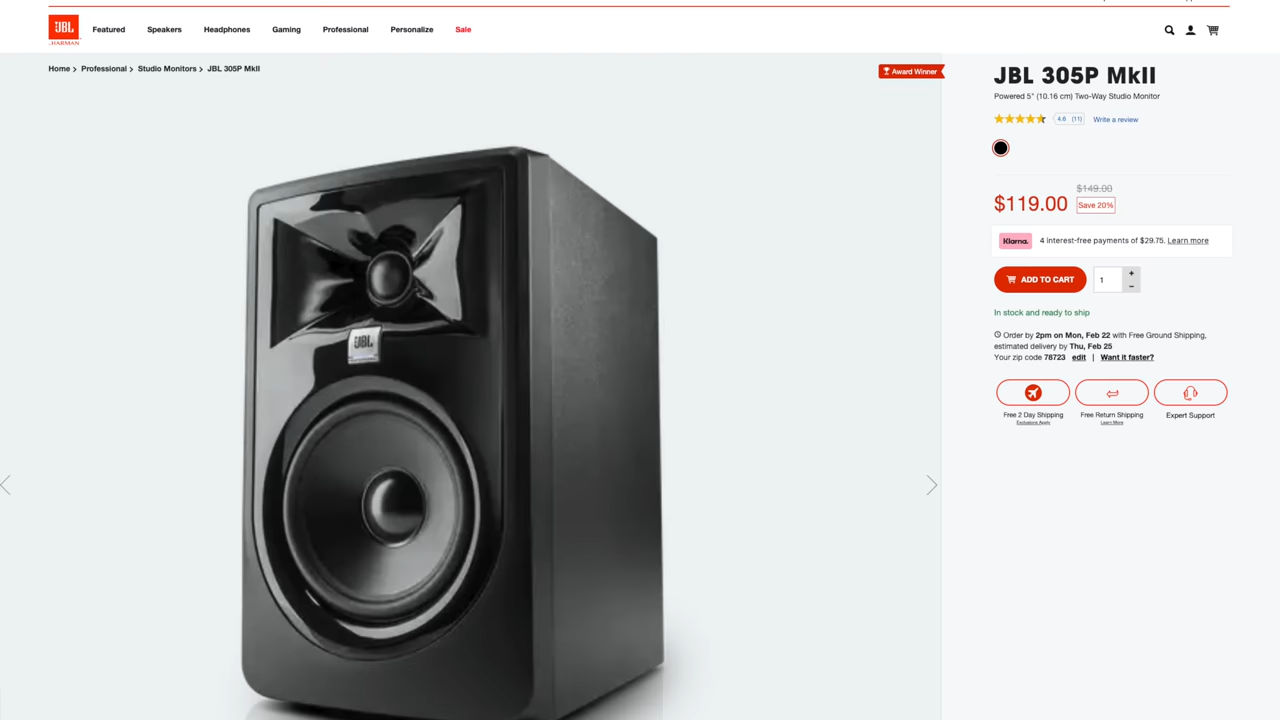 JBL
HARMAN
Featured
Speakers
Headphones
Gaming
Professional
Personalize
Sale
Home > Professional > Studio Monitors > JBL 305P MkII
Award Winner
JBL
JBL 305P MkII
Powered 5" (10.16 cm) Two-Way Studio Monitor
4.6 (11) Write a review
$149.00
$119.00 Save 20%
Klarna. 4 interest-free payments of $29.75. Learn more
ADD TO CART 1 + −
In stock and ready to ship
Order by 2pm on Mon, Feb 22 with Free Ground Shipping,
estimated delivery by Thu, Feb 25
Your zip code 78723 edit | Want it faster?
Free 2 Day Shipping
Exclusions Apply
Free Return Shipping
Learn More
Expert Support